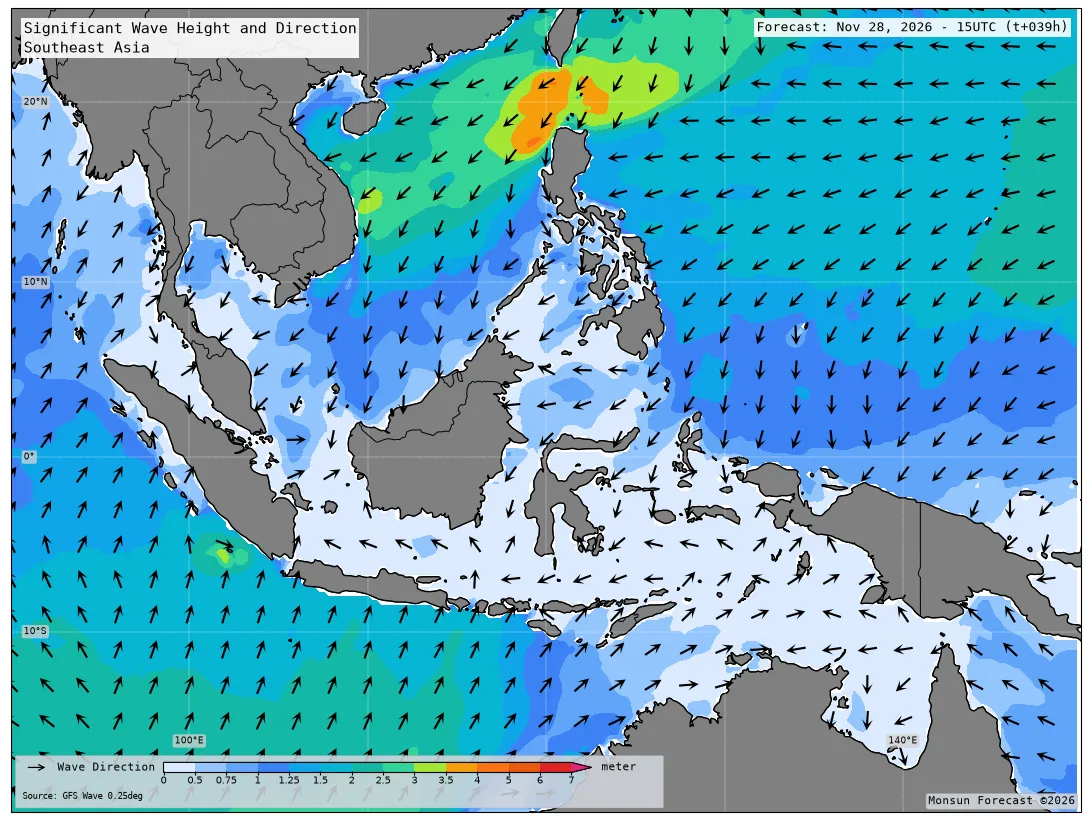 Significant Wave Height and Direction
Southeast Asia
Forecast: Nov 28, 2026 - 15UTC (t+039h)
20°N
10°N
0°
10°S
100°E
140°E
Wave Direction
meter
0 0.5 0.75 1 1.25 1.5 2 2.5 3 3.5 4 5 6 7
Source: GFS Wave 0.25deg
Monsun Forecast ©2026